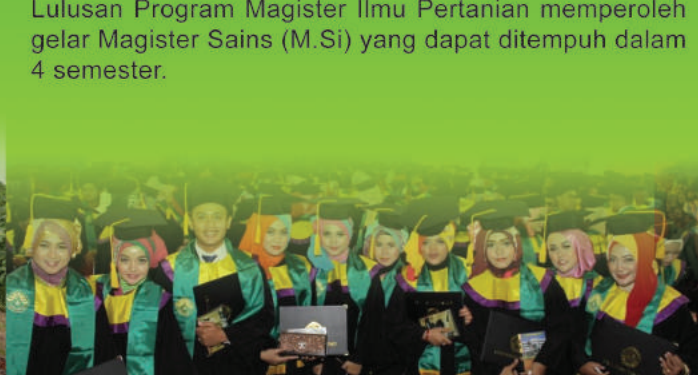 Lulusan Program Magister Ilmu Pertanian memperoleh
gelar Magister Sains (M.Si) yang dapat ditempuh dalam
4 semester.